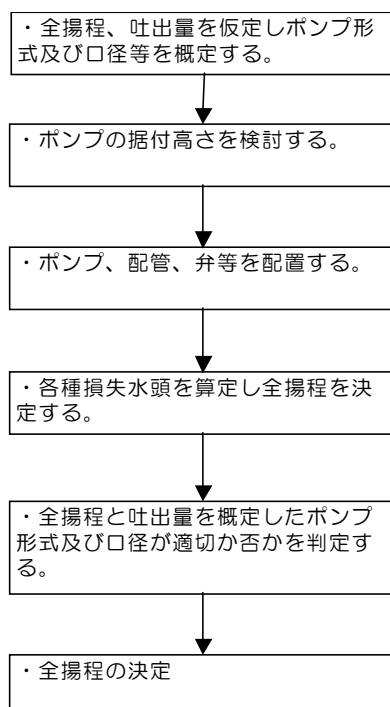 ・全揚程、吐出量を仮定しポンプ形
式及び口径等を概定する。
・ポンプの据付高さを検討する。
・ポンプ、配管、弁等を配置する。
・各種損失水頭を算定し全揚程を決
定する。
・全揚程と吐出量を概定したポンプ
形式及び口径が適切か否かを判定す
る。
・全揚程の決定